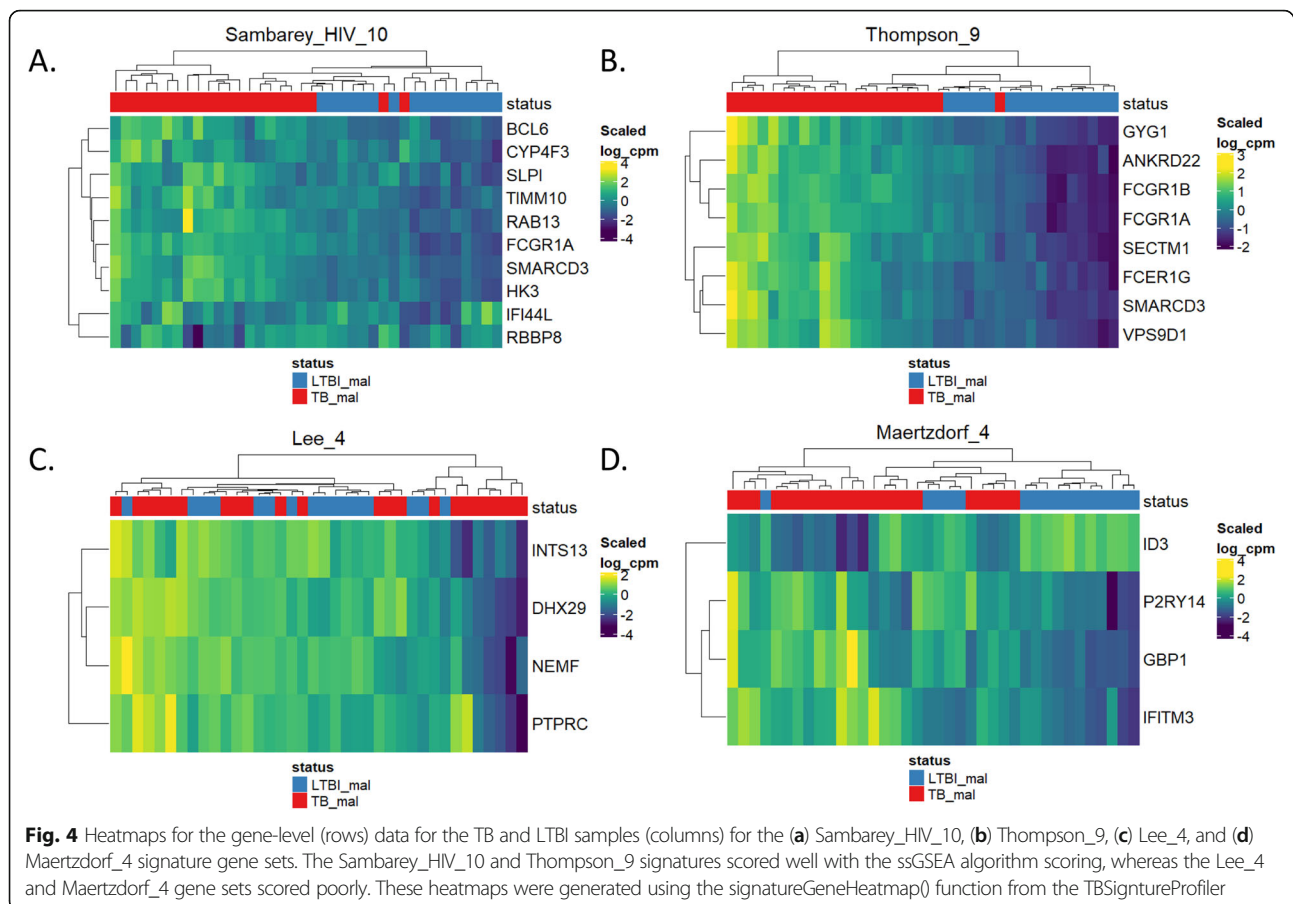 A.
Sambarey_HIV_10
status
BCL6
CYP4F3
SLPI
TIMM10
RAB13
FCGR1A
SMARCD3
HK3
IFI44L
RBBP8
Scaled
log_cpm
4
2
0
-2
-4
status
LTBI_mal
TB_mal
B.
Thompson_9
status
GYG1
ANKRD22
FCGR1B
FCGR1A
SECTM1
FCER1G
SMARCD3
VPS9D1
Scaled
log_cpm
3
2
1
0
-1
-2
status
LTBI_mal
TB_mal
C.
Lee_4
status
INTS13
DHX29
NEMF
PTPRC
Scaled
log_cpm
2
0
-2
-4
status
LTBI_mal
TB_mal
D.
Maertzdorf_4
status
ID3
P2RY14
GBP1
IFITM3
Scaled
log_cpm
4
2
0
-2
-4
status
LTBI_mal
TB_mal
Fig. 4 Heatmaps for the gene-level (rows) data for the TB and LTBI samples (columns) for the (a) Sambarey_HIV_10, (b) Thompson_9, (c) Lee_4, and (d)
Maertzdorf_4 signature gene sets. The Sambarey_HIV_10 and Thompson_9 signatures scored well with the ssGSEA algorithm scoring, whereas the Lee_4
and Maertzdorf_4 gene sets scored poorly. These heatmaps were generated using the signatureGeneHeatmap() function from the TBSigntureProfiler